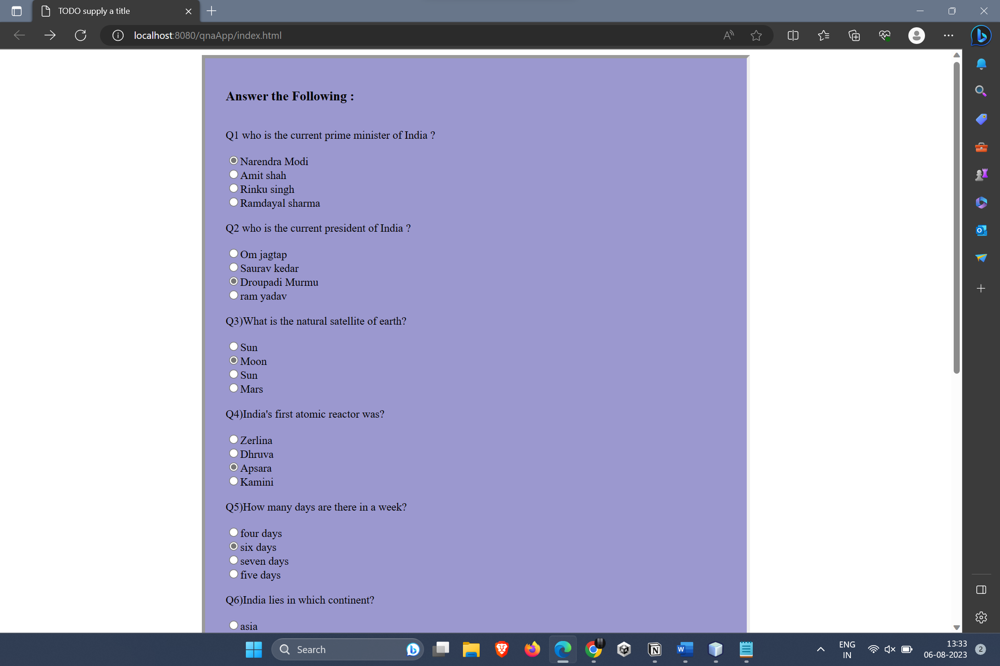 TODO supply a title
localhost:8080/qnaApp/index.html
Answer the Following :
Q1 who is the current prime minister of India ?
Narendra Modi
Amit shah
Rinku singh
Ramdayal sharma
Q2 who is the current president of India ?
Om jagtap
Saurav kedar
Droupadi Murmu
ram yadav
Q3)What is the natural satellite of earth?
Sun
Moon
Sun
Mars
Q4)India's first atomic reactor was?
Zerlina
Dhruva
Apsara
Kamini
Q5)How many days are there in a week?
four days
six days
seven days
five days
Q6)India lies in which continent?
asia
Search
ENG
IN
13:33
06-08-2023
2